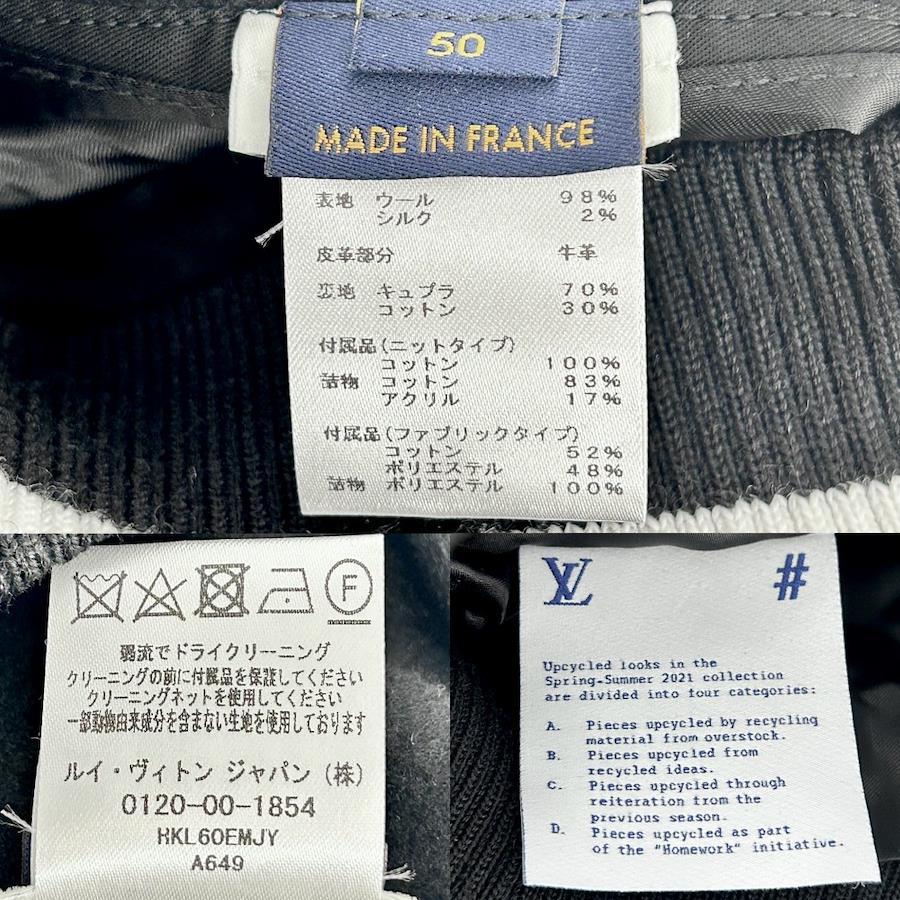 50
MADE IN FRANCE
表地 ウール 98%
シルク 2%
皮革部分 牛革
変地 キュプラ 70%
コットン 30%
付属品(ニットタイプ)
コットン 100%
詰物 コットン 83%
アクリル 17%
付属品(ファブリックタイプ)
コットン 52%
ポリエステル 48%
詰物 ポリエステル 100%
F
弱流でドライクリーニング
クリーニングの前に付属品を保護してください
クリーニングネットを使用してください
一部動物由来成分を含まない生地を使用しております
ルイ・ヴィトン ジャパン (株)
0120-00-1854
HKL60EMJY
A649
LV #
Upcycled looks in the
Spring-Summer 2021 collection
are divided into four categories:
A. Pieces upcycled by recycling
material from overstock.
B. Pieces upcycled from
recycled ideas.
C. Pieces upcycled through
reiteration from the
previous season.
D. Pieces upcycled as part
of the "Homework" initiative.